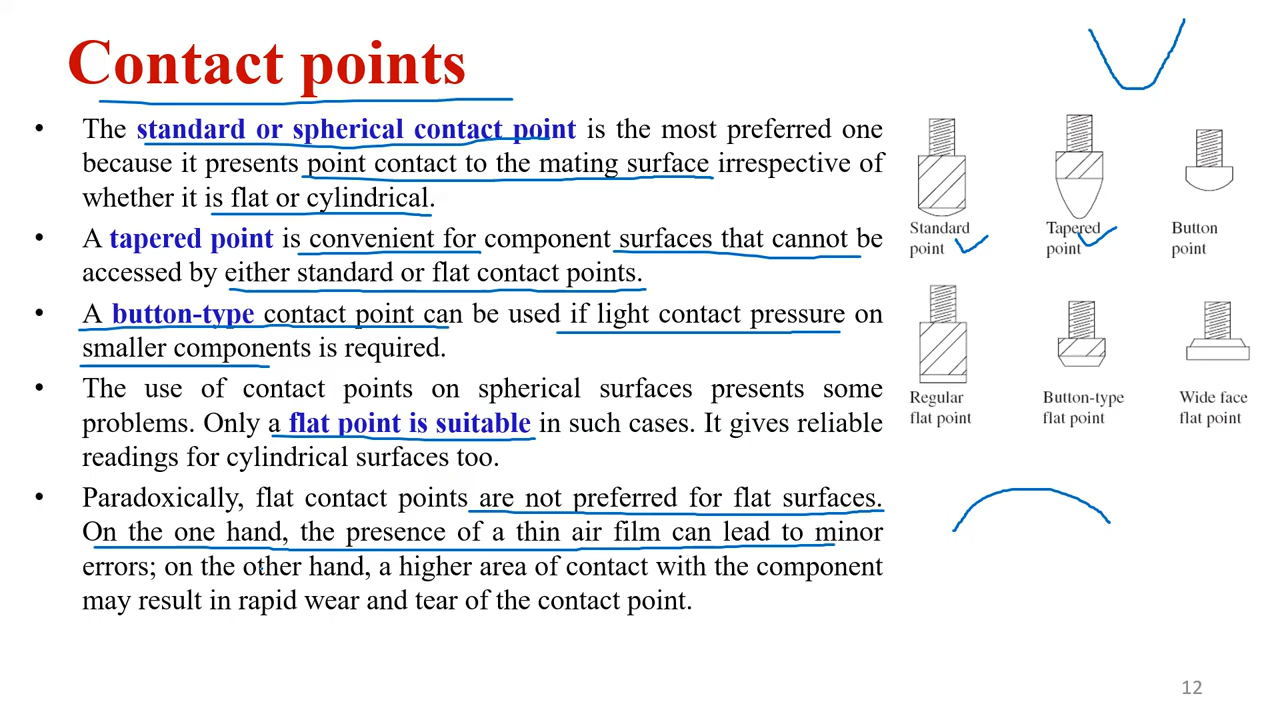 Contact points
• The standard or spherical contact point is the most preferred one
because it presents point contact to the mating surface irrespective of
whether it is flat or cylindrical.
• A tapered point is convenient for component surfaces that cannot be
accessed by either standard or flat contact points.
• A button-type contact point can be used if light contact pressure on
smaller components is required.
• The use of contact points on spherical surfaces presents some
problems. Only a flat point is suitable in such cases. It gives reliable
readings for cylindrical surfaces too.
• Paradoxically, flat contact points are not preferred for flat surfaces.
On the one hand, the presence of a thin air film can lead to minor
errors; on the other hand, a higher area of contact with the component
may result in rapid wear and tear of the contact point.
Standard
point
Tapered
point
Button
point
Regular
flat point
Button-type
flat point
Wide face
flat point
12